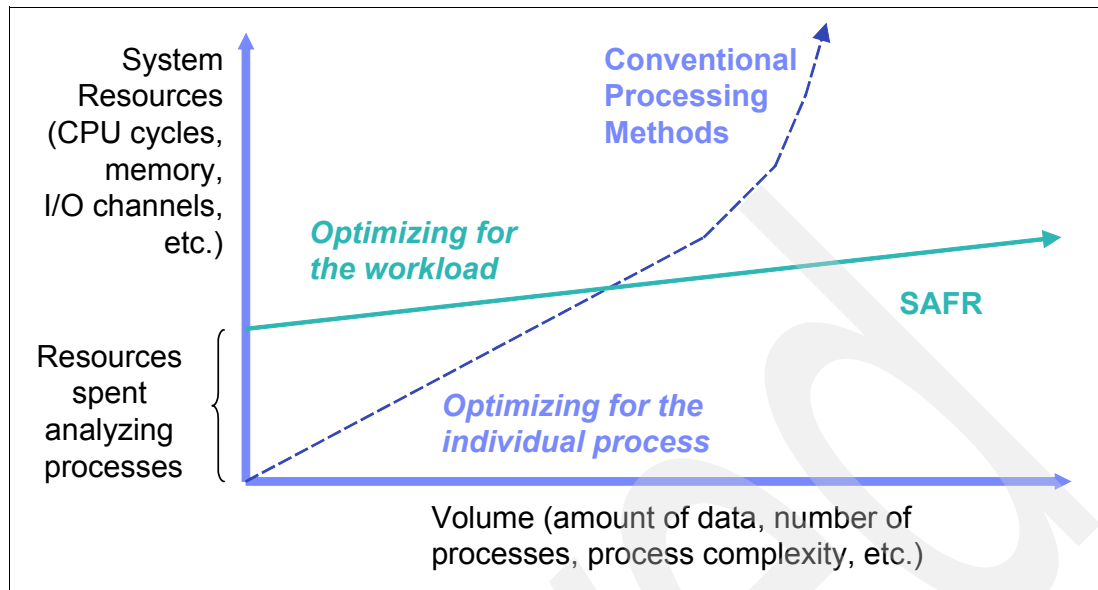 System
Resources
(CPU cycles,
memory,
I/O channels,
etc.)
Conventional
Processing
Methods
Optimizing for
the workload
SAFR
Resources
spent
analyzing
processes
Optimizing for the
individual process
Volume (amount of data, number of
processes, process complexity, etc.)